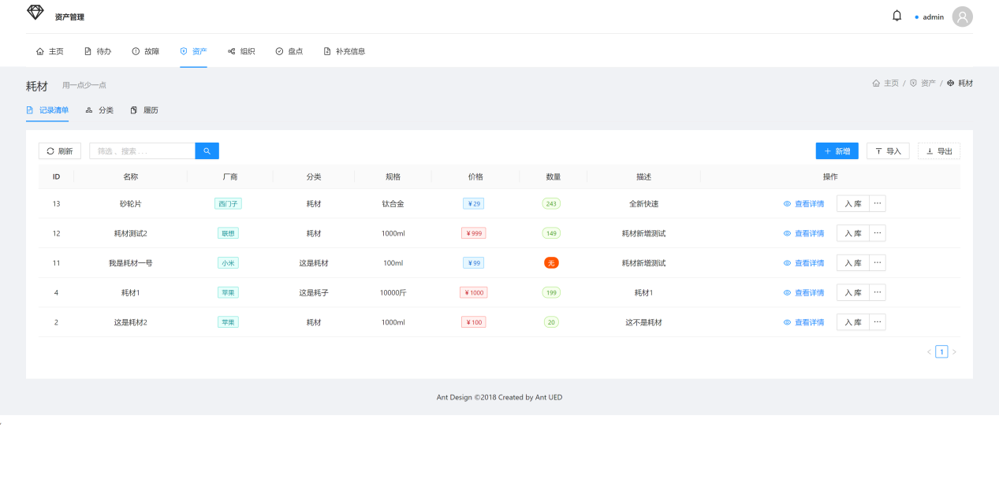 资产管理
admin
主页 待办 故障 资产 组织 盘点 补充信息
耗材 用一点少一点
主页 / 资产 / 耗材
记录清单 分类 履历
刷新 筛选 、搜索 . . . 新增 导入 导出
ID 名称 厂商 分类 规格 价格 数量 描述 操作
13 砂轮片 西门子 耗材 钛合金 ¥ 29 243 全新快速 查看详情 入 库 ···
12 耗材测试2 联想 耗材 1000ml ¥ 999 149 耗材新增测试 查看详情 入 库 ···
11 我是耗材一号 小米 这是耗材 100ml ¥ 99 无 耗材新增测试 查看详情 入 库 ···
4 耗材1 苹果 这是耗子 10000斤 ¥ 1000 199 耗材1 查看详情 入 库 ···
2 这是耗材2 苹果 耗材 1000ml ¥ 100 20 这不是耗材 查看详情 入 库 ···
< 1 >
Ant Design ©2018 Created by Ant UED